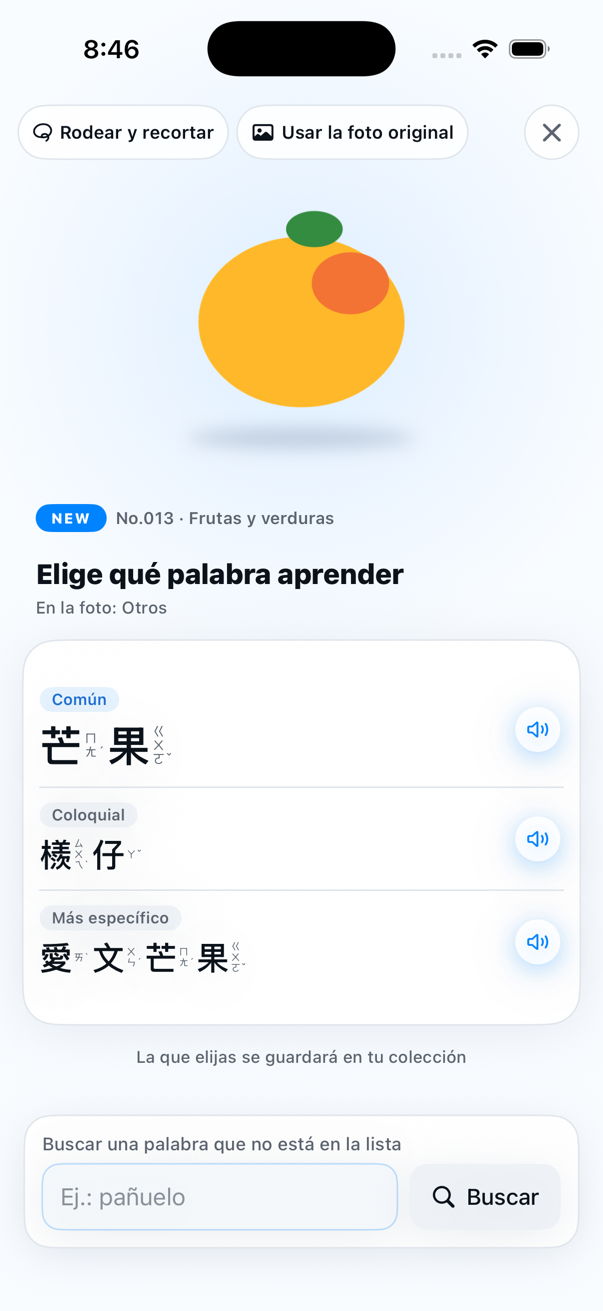 8:46
Rodear y recortar
Usar la foto original
NEW No.013 · Frutas y verduras
Elige qué palabra aprender
En la foto: Otros
Común
芒ㄇㄤˊ果ㄍㄨㄛˇ
Coloquial
檨ㄙㄨㄞ仔ㄚˇ
Más específico
愛ㄞˋ文ㄨㄣˊ芒ㄇㄤˊ果ㄍㄨㄛˇ
La que elijas se guardará en tu colección
Buscar una palabra que no está en la lista
Ej.: pañuelo
Buscar